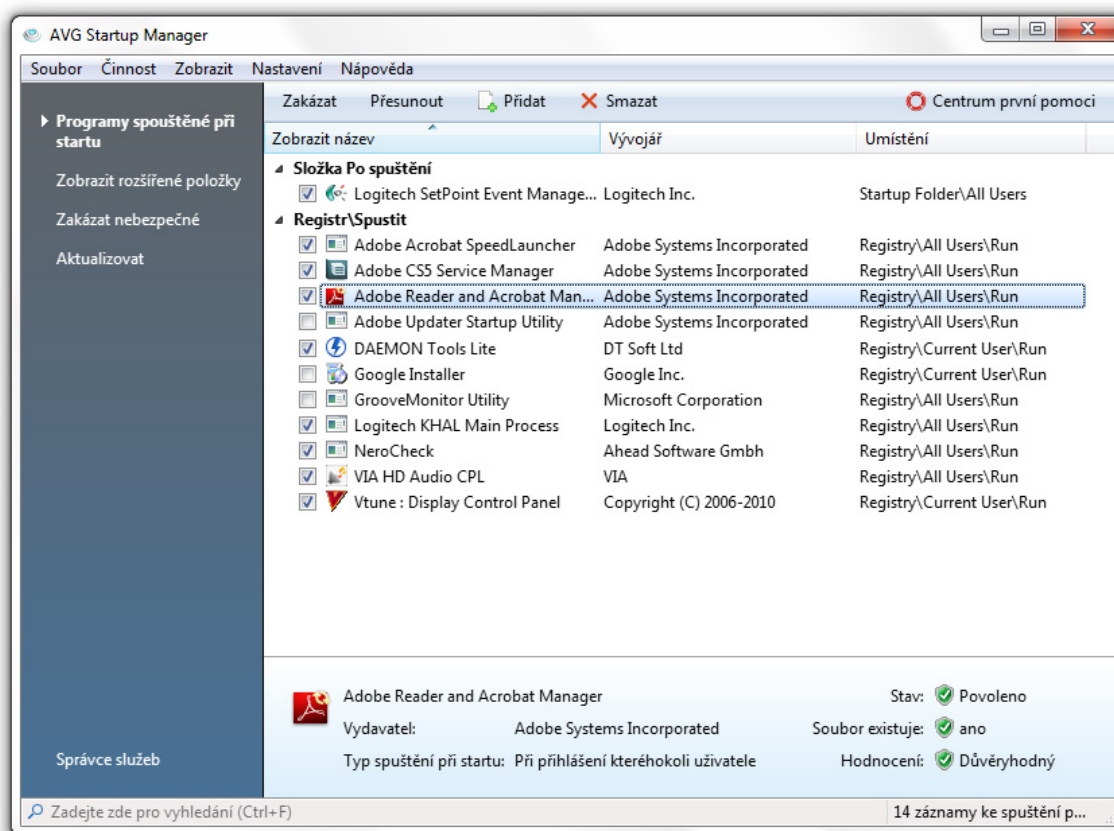 AVG Startup Manager
Soubor Činnost Zobrazit Nastavení Nápověda
Programy spouštěné při
startu
Zobrazit rozšířené položky
Zakázat nebezpečné
Aktualizovat
Správce služeb
Zakázat Přesunout Přidat Smazat Centrum první pomoci
Zobrazit název Vývojář Umístění
Složka Po spuštění
Logitech SetPoint Event Manage... Logitech Inc. Startup Folder\All Users
Registr\Spustit
Adobe Acrobat SpeedLauncher Adobe Systems Incorporated Registry\All Users\Run
Adobe CS5 Service Manager Adobe Systems Incorporated Registry\All Users\Run
Adobe Reader and Acrobat Man... Adobe Systems Incorporated Registry\All Users\Run
Adobe Updater Startup Utility Adobe Systems Incorporated Registry\All Users\Run
DAEMON Tools Lite DT Soft Ltd Registry\Current User\Run
Google Installer Google Inc. Registry\Current User\Run
GrooveMonitor Utility Microsoft Corporation Registry\All Users\Run
Logitech KHAL Main Process Logitech Inc. Registry\All Users\Run
NeroCheck Ahead Software Gmbh Registry\All Users\Run
VIA HD Audio CPL VIA Registry\All Users\Run
Vtune : Display Control Panel Copyright (C) 2006-2010 Registry\Current User\Run
Adobe Reader and Acrobat Manager Stav: Povoleno
Vydavatel: Adobe Systems Incorporated Soubor existuje: ano
Typ spuštění při startu: Při přihlášení kteréhokoli uživatele Hodnocení: Důvěryhodný
Zadejte zde pro vyhledání (Ctrl+F) 14 záznamy ke spuštění p...